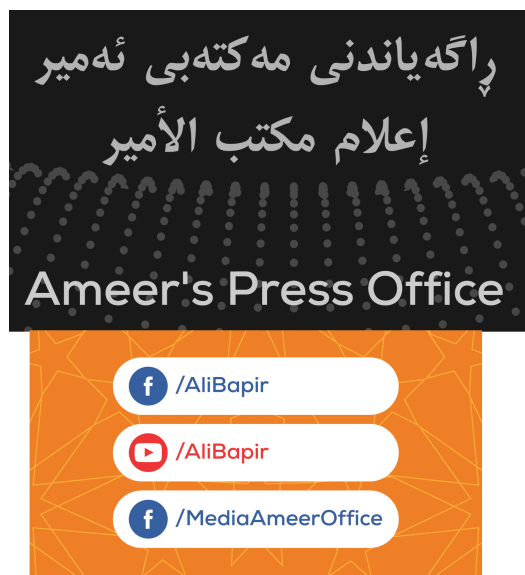 ڕاگەیاندنی مەکتەبی ئەمیر
إعلام مكتب الأمير
Ameer's Press Office
/AliBapir
/AliBapir
/MediaAmeerOffice